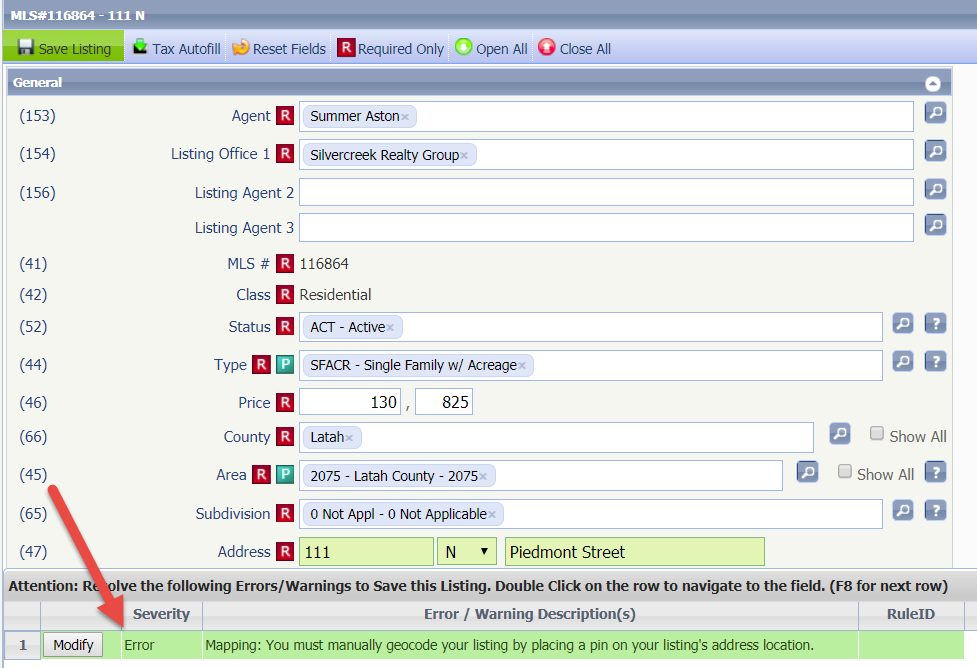 MLS#116864 - 111 N
Save Listing Tax Autofill Reset Fields R Required Only Open All Close All
General
(153) Agent R Summer Aston×
(154) Listing Office 1 R Silvercreek Realty Group×
(156) Listing Agent 2
Listing Agent 3
(41) MLS # R 116864
(42) Class R Residential
(52) Status R ACT - Active× ?
(44) Type R P SFACR - Single Family w/ Acreage× ?
(46) Price R 130 , 825
(66) County R Latah× Show All
(45) Area R P 2075 - Latah County - 2075× Show All ?
(65) Subdivision R 0 Not Appl - 0 Not Applicable× ?
(47) Address R 111 N ▼ Piedmont Street
Attention: Resolve the following Errors/Warnings to Save this Listing. Double Click on the row to navigate to the field. (F8 for next row)
Severity Error / Warning Description(s) RuleID
1 Modify Error Mapping: You must manually geocode your listing by placing a pin on your listing's address location.